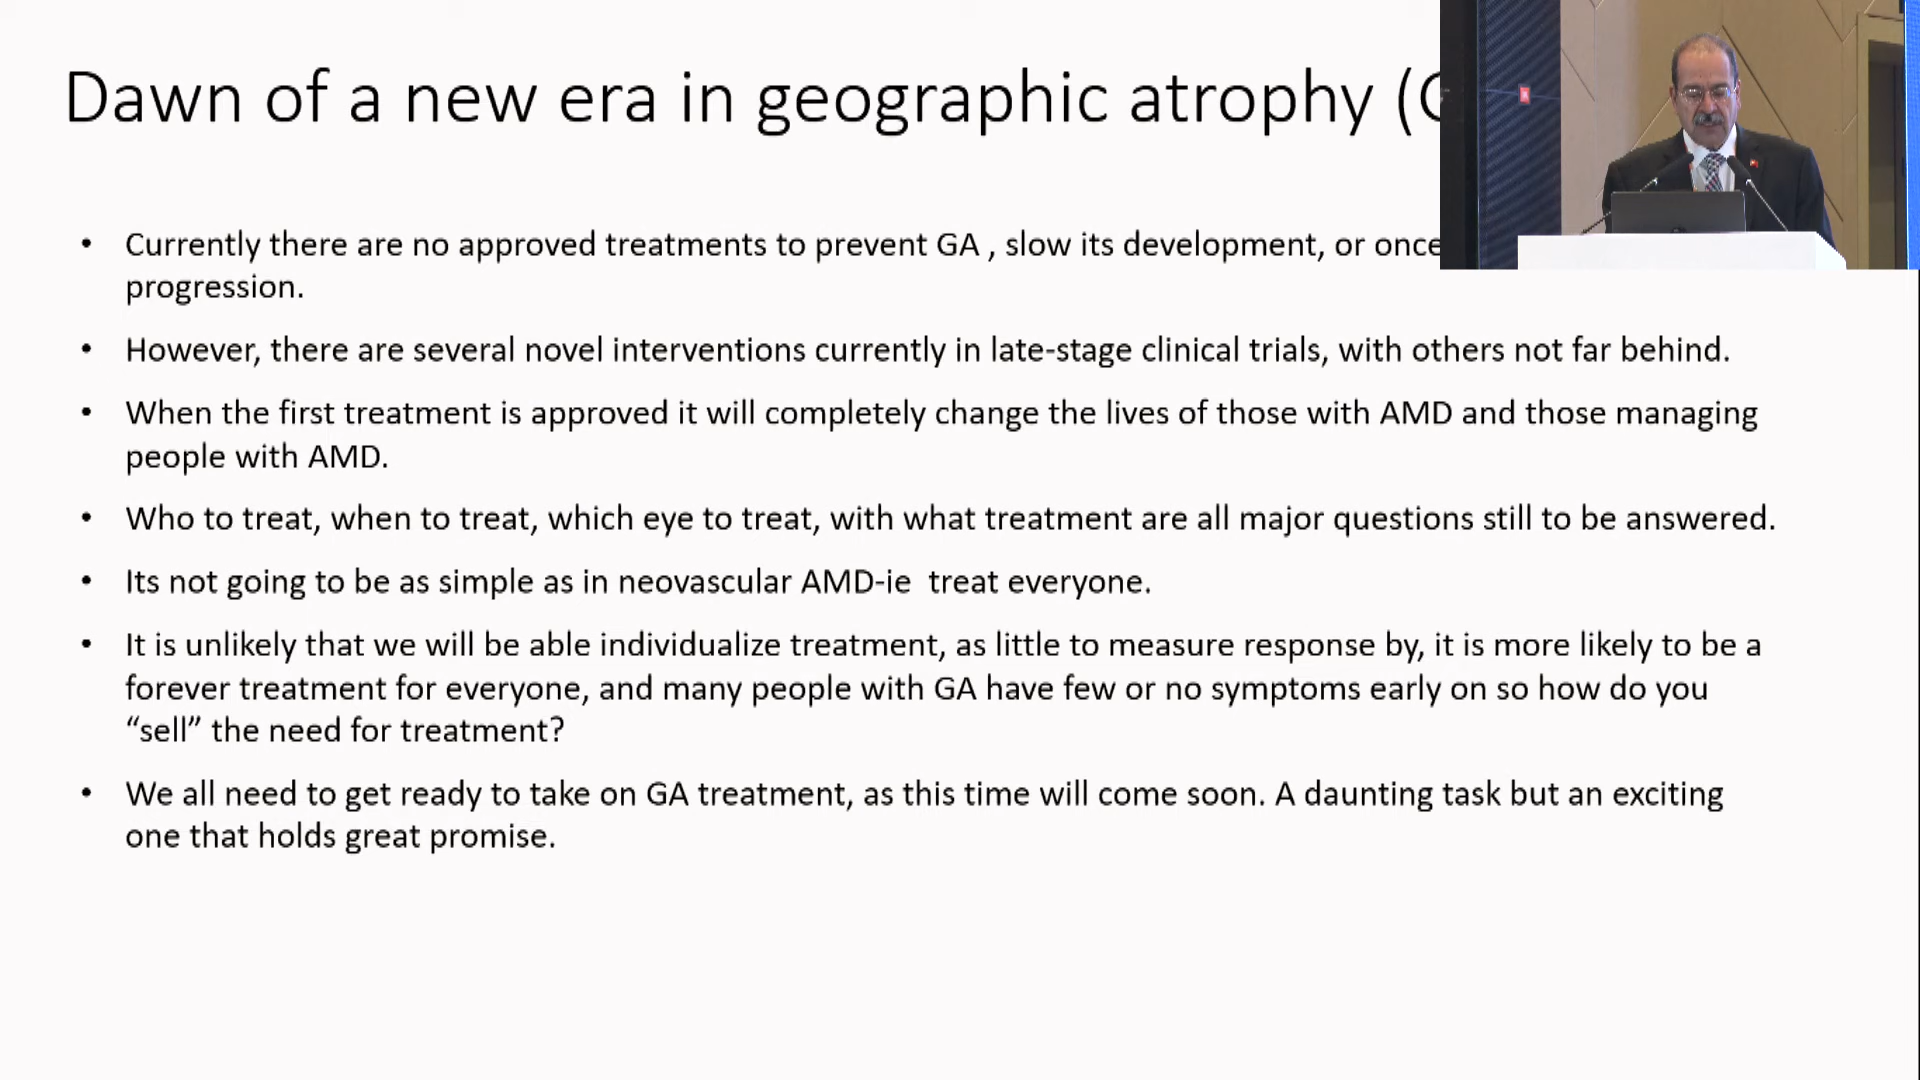 Dawn of a new era in geographic atrophy (
• Currently there are no approved treatments to prevent GA , slow its development, or once
progression.
• However, there are several novel interventions currently in late-stage clinical trials, with others not far behind.
• When the first treatment is approved it will completely change the lives of those with AMD and those managing
people with AMD.
• Who to treat, when to treat, which eye to treat, with what treatment are all major questions still to be answered.
• Its not going to be as simple as in neovascular AMD-ie  treat everyone.
• It is unlikely that we will be able individualize treatment, as little to measure response by, it is more likely to be a
forever treatment for everyone, and many people with GA have few or no symptoms early on so how do you
“sell” the need for treatment?
• We all need to get ready to take on GA treatment, as this time will come soon. A daunting task but an exciting
one that holds great promise.